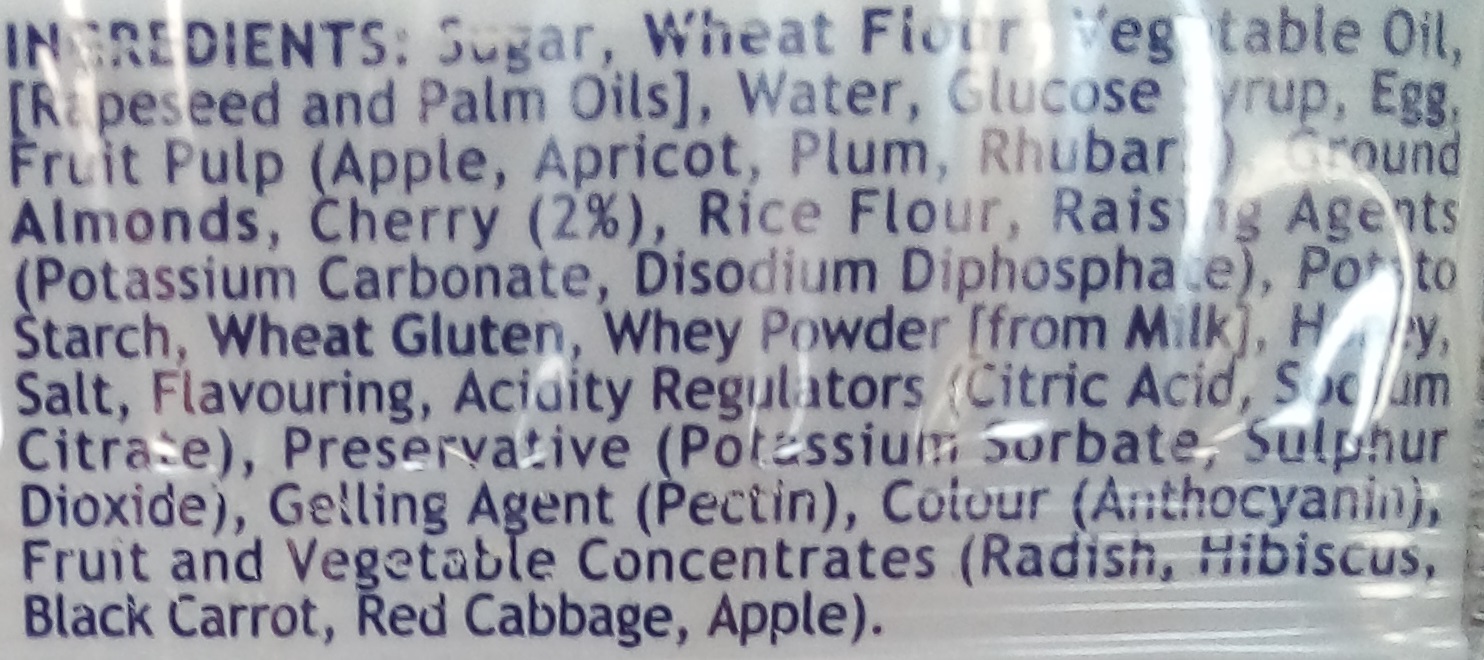 INGREDIENTS: Sugar, Wheat Flour, Vegetable Oil,
[Rapeseed and Palm Oils], Water, Glucose Syrup, Egg,
Fruit Pulp (Apple, Apricot, Plum, Rhubarb), Ground
Almonds, Cherry (2%), Rice Flour, Raising Agents
(Potassium Carbonate, Disodium Diphosphate), Potato
Starch, Wheat Gluten, Whey Powder [from Milk], Honey,
Salt, Flavouring, Acidity Regulators (Citric Acid, Sodium
Citrate), Preservative (Potassium Sorbate, Sulphur
Dioxide), Gelling Agent (Pectin), Colour (Anthocyanin),
Fruit and Vegetable Concentrates (Radish, Hibiscus,
Black Carrot, Red Cabbage, Apple).